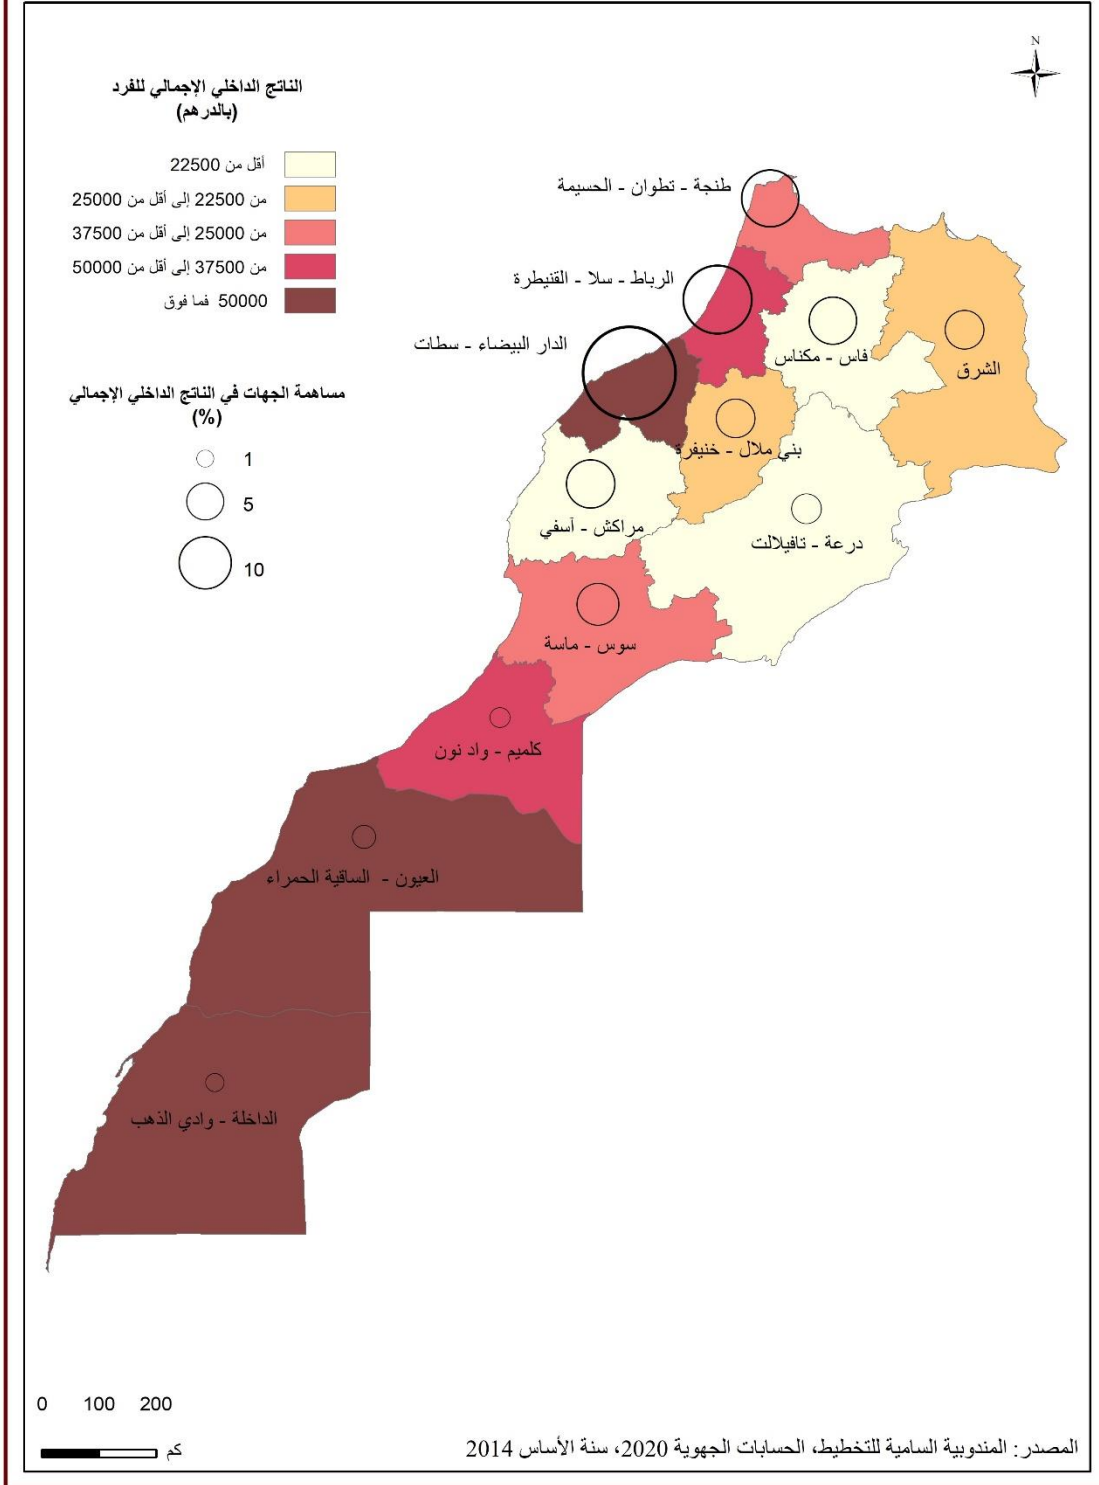 N
الناتج الداخلي الإجمالي للفرد
(بالدرهم)
أقل من 22500
من 22500 إلى أقل من 25000
من 25000 إلى أقل من 37500
من 37500 إلى أقل من 50000
50000 فما فوق
مساهمة الجهات في الناتج الداخلي الإجمالي
(%)
1
5
10
طنجة - تطوان - الحسيمة
الرباط - سلا - القنيطرة
الدار البيضاء - سطات
فاس - مكناس
الشرق
بني ملال - خنيفرة
مراكش - آسفي
درعة - تافيلالت
سوس - ماسة
كلميم - واد نون
العيون - الساقية الحمراء
الداخلة - وادي الذهب
0 100 200
كم
المصدر: المندوبية السامية للتخطيط، الحسابات الجهوية 2020، سنة الأساس 2014